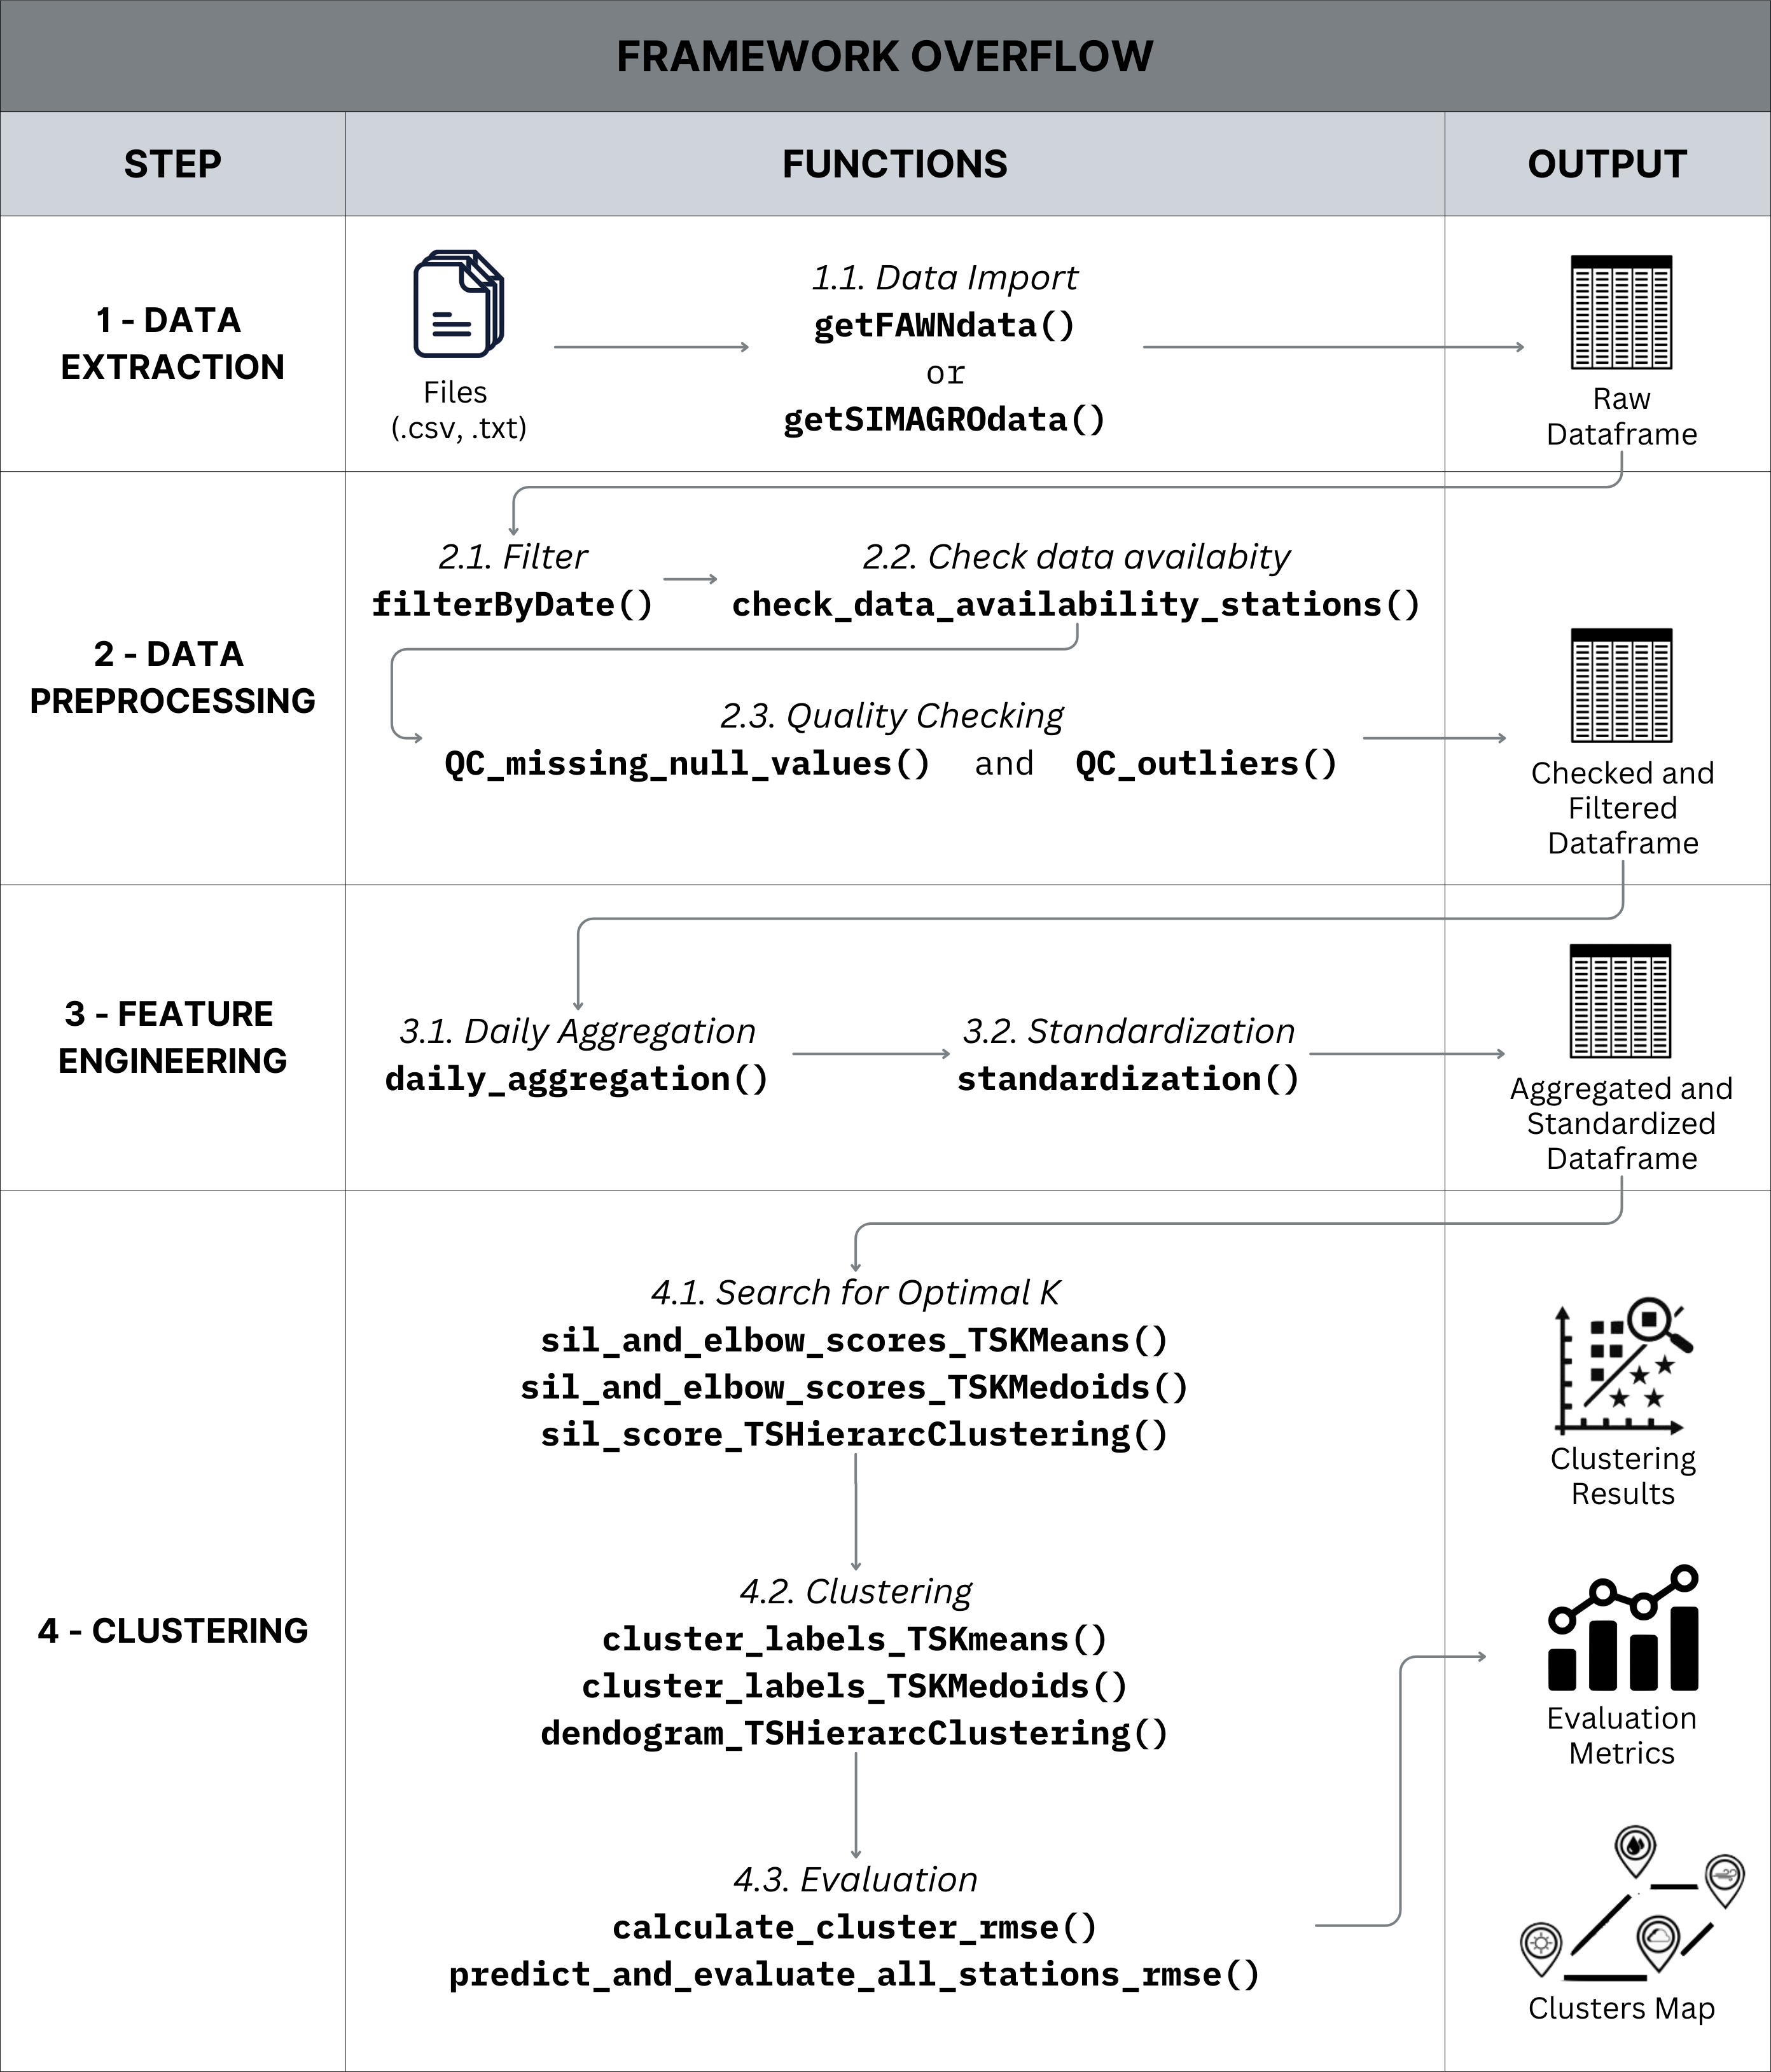 FRAMEWORK OVERFLOW
STEP
FUNCTIONS
OUTPUT
1 - DATA
EXTRACTION
Files
(.csv, .txt)
1.1. Data Import
getFAWNdata()
or
getSIMAGROdata()
Raw
Dataframe
2 - DATA
PREPROCESSING
2.1. Filter
filterByDate()
2.2. Check data availabity
check_data_availability_stations()
2.3. Quality Checking
QC_missing_null_values() and QC_outliers()
Checked and
Filtered
Dataframe
3 - FEATURE
ENGINEERING
3.1. Daily Aggregation
daily_aggregation()
3.2. Standardization
standardization()
Aggregated and
Standardized
Dataframe
4 - CLUSTERING
4.1. Search for Optimal K
sil_and_elbow_scores_TSKMeans()
sil_and_elbow_scores_TSKMedoids()
sil_score_TSHierarcClustering()
4.2. Clustering
cluster_labels_TSKmeans()
cluster_labels_TSKMedoids()
dendogram_TSHierarcClustering()
4.3. Evaluation
calculate_cluster_rmse()
predict_and_evaluate_all_stations_rmse()
Clustering
Results
Evaluation
Metrics
Clusters Map